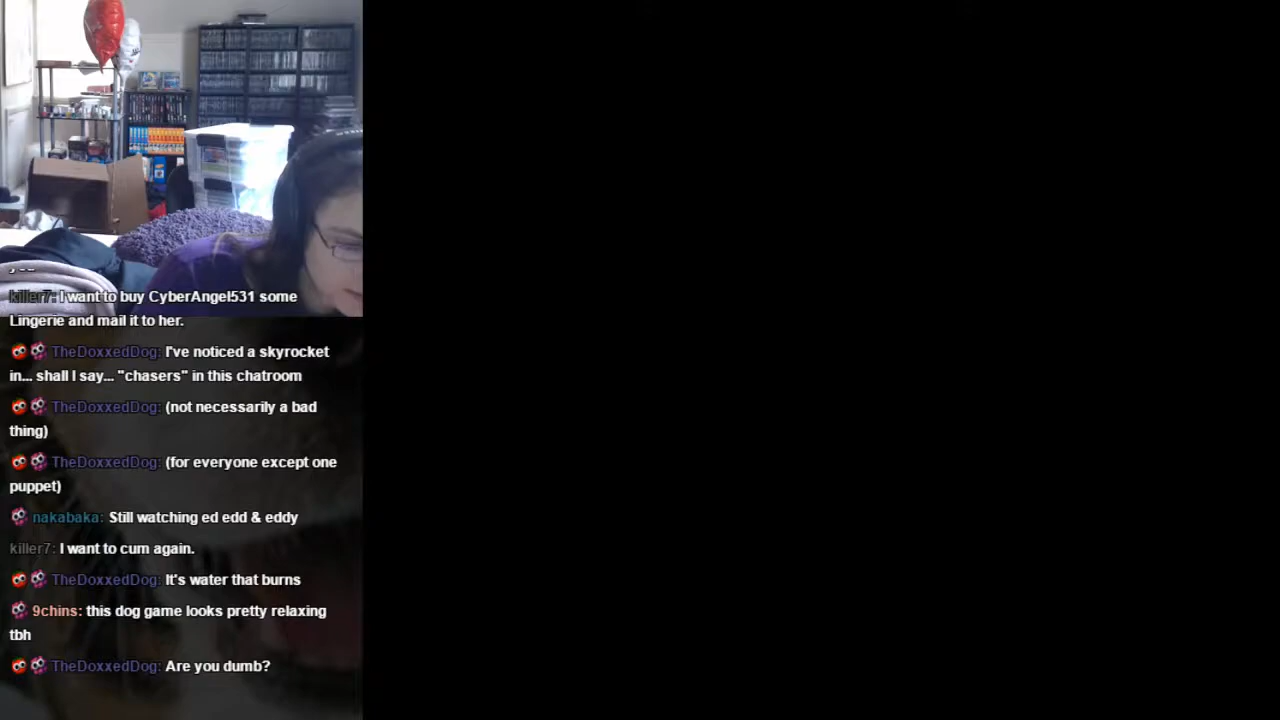 you
killer7: I want to buy CyberAngel531 some
Lingerie and mail it to her.
TheDoxxedDog: I've noticed a skyrocket
in... shall I say... "chasers" in this chatroom
TheDoxxedDog: (not necessarily a bad
thing)
TheDoxxedDog: (for everyone except one
puppet)
nakabaka: Still watching ed edd & eddy
killer7: I want to cum again.
TheDoxxedDog: It's water that burns
9chins: this dog game looks pretty relaxing
tbh
TheDoxxedDog: Are you dumb?